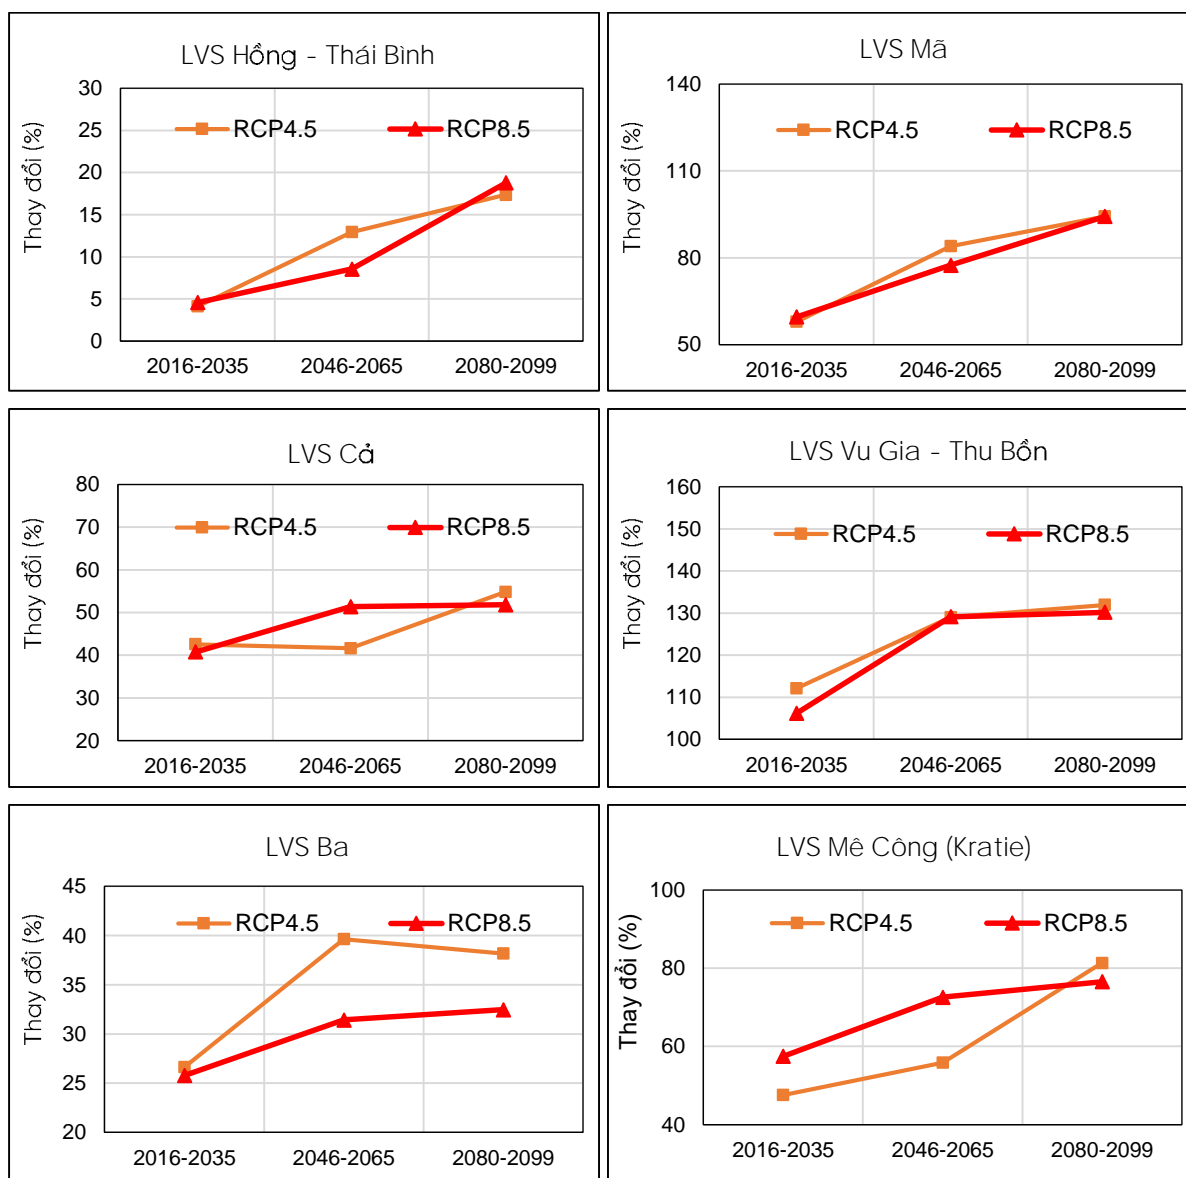 LVS Hồng - Thái Bình
Thay đổi (%)
30
25
20
15
10
5
0
RCP4.5
RCP8.5
2016-2035
2046-2065
2080-2099
LVS Mã
Thay đổi (%)
140
110
80
50
RCP4.5
RCP8.5
2016-2035
2046-2065
2080-2099
LVS Cả
Thay đổi (%)
80
70
60
50
40
30
20
RCP4.5
RCP8.5
2016-2035
2046-2065
2080-2099
LVS Vu Gia - Thu Bồn
Thay đổi (%)
160
150
140
130
120
110
100
RCP4.5
RCP8.5
2016-2035
2046-2065
2080-2099
LVS Ba
Thay đổi (%)
45
40
35
30
25
20
RCP4.5
RCP8.5
2016-2035
2046-2065
2080-2099
LVS Mê Công (Kratie)
Thay đổi (%)
100
80
60
40
RCP4.5
RCP8.5
2016-2035
2046-2065
2080-2099